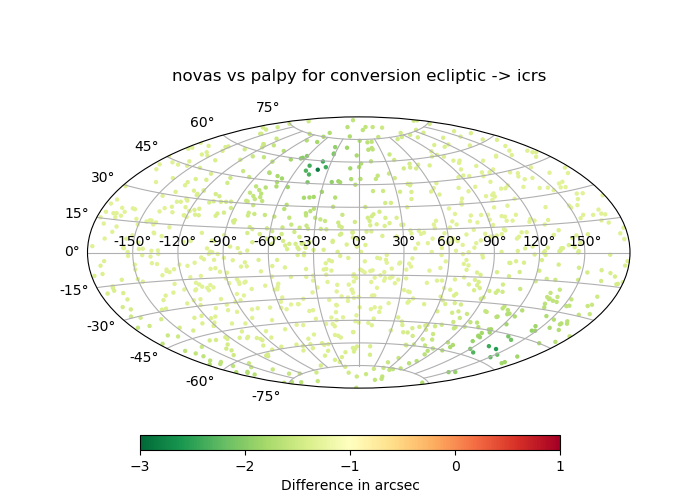 novas vs palpy for conversion ecliptic -> icrs
75°
60°
45°
30°
15°
-150° -120° -90° -60° -30° 0° 30° 60° 90° 120° 150°
0°
-15°
-30°
-45°
-60°
-75°
−3 −2 −1 0 1
Difference in arcsec